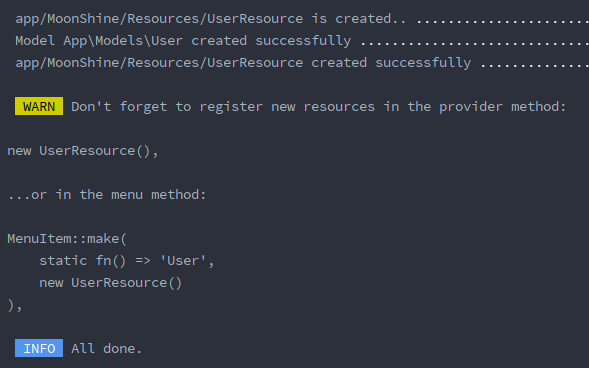 app/MoonShine/Resources/UserResource is created.. ......................
Model App\Models\User created successfully .............................
app/MoonShine/Resources/UserResource created successfully ..............
WARN Don't forget to register new resources in the provider method:
new UserResource(),
...or in the menu method:
MenuItem::make(
    static fn() => 'User',
    new UserResource()
),
INFO All done.